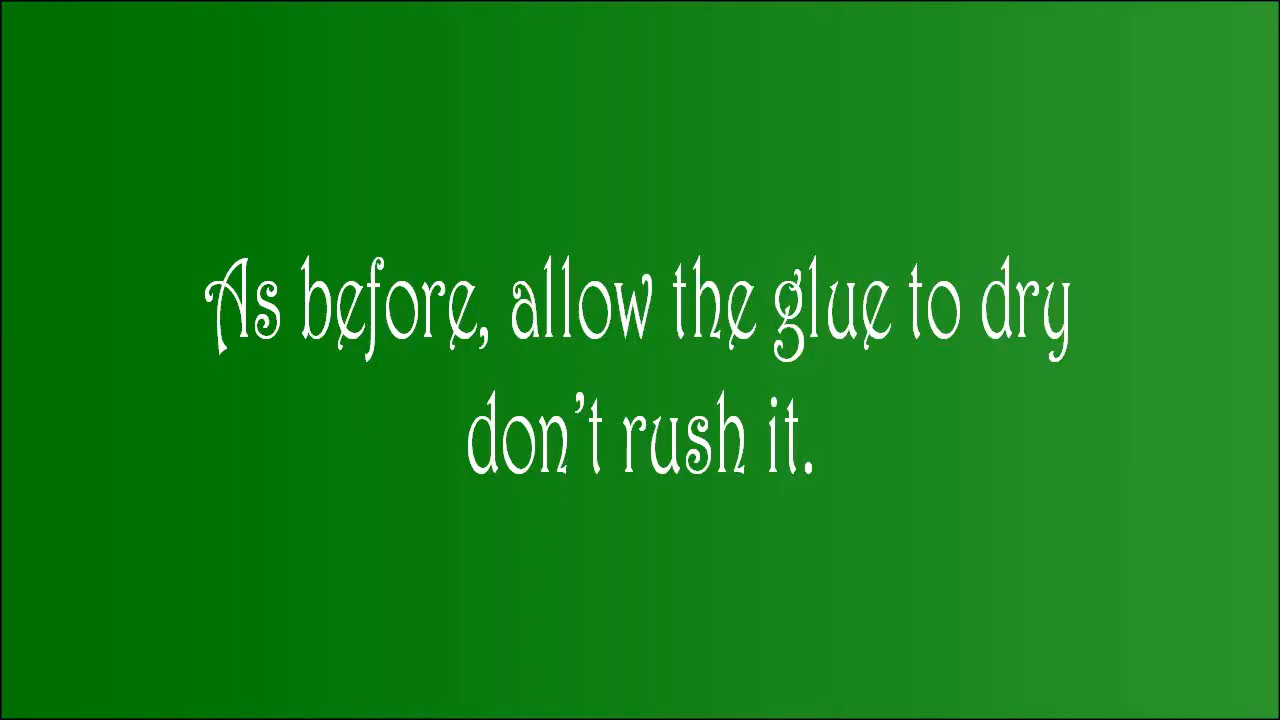 As before, allow the glue to dry
don't rush it.